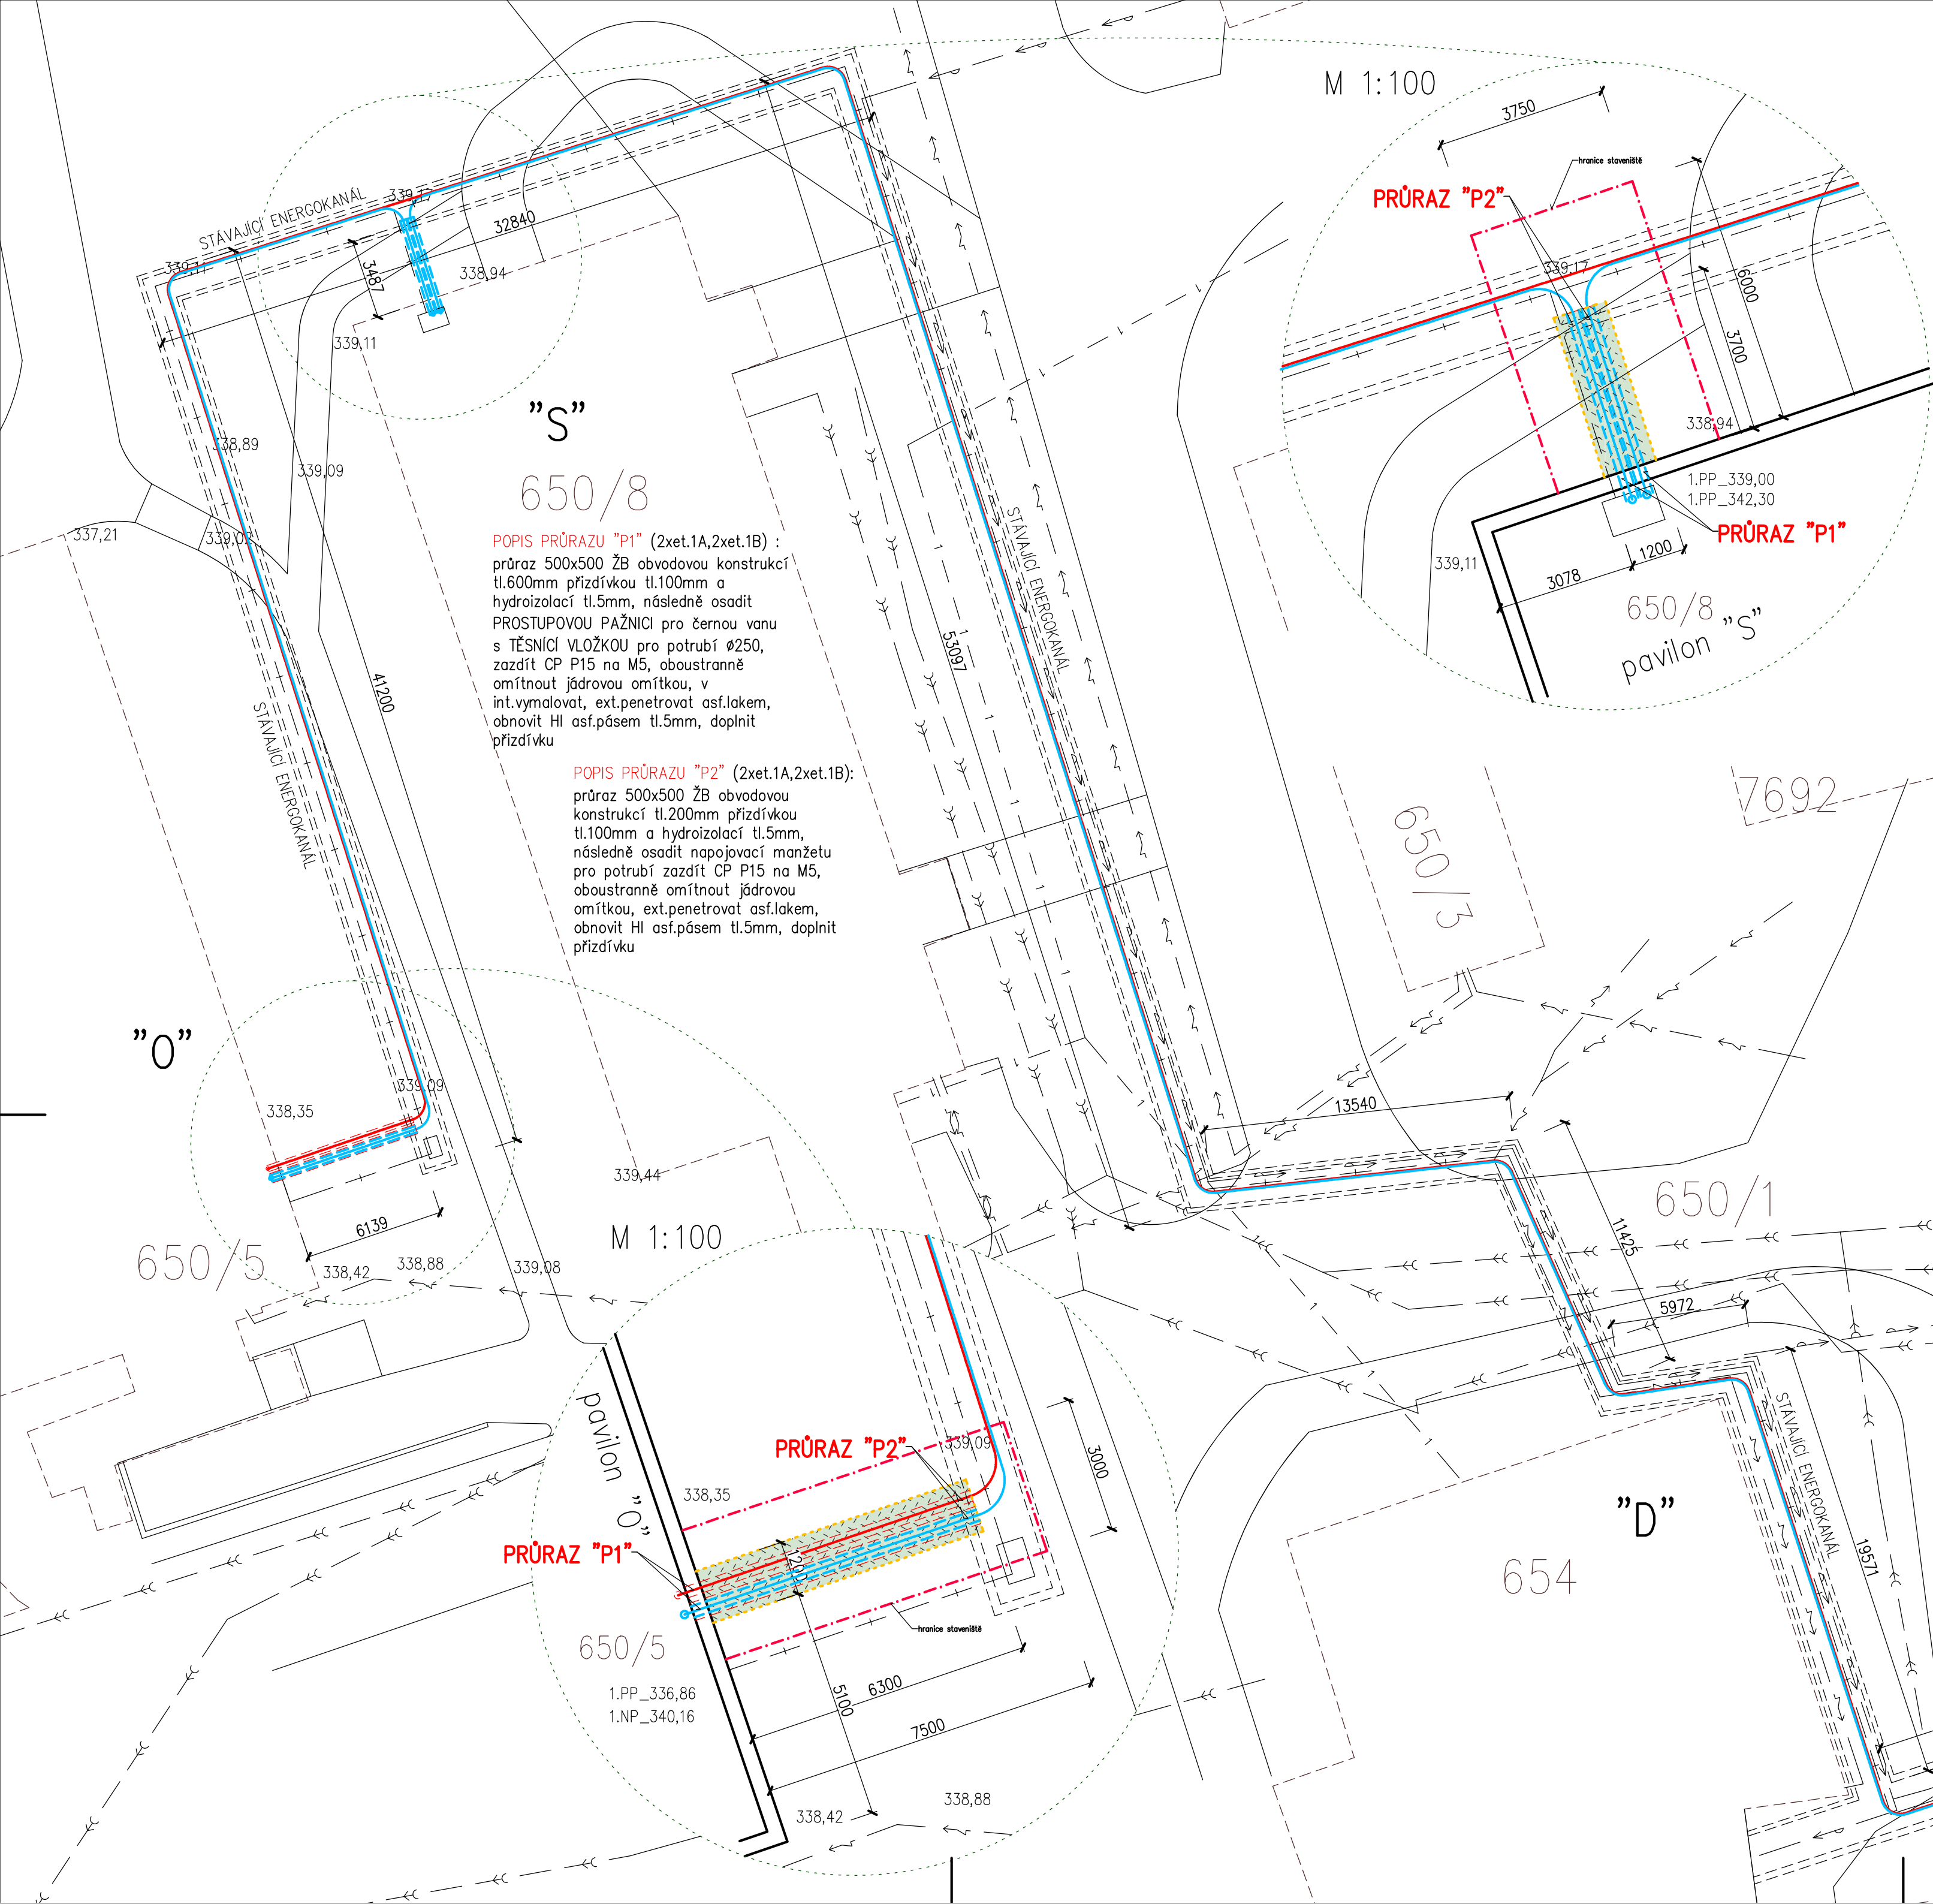 M 1:100
3750
hranice staveniště
PRŮRAZ "P2"
339,17
6000
3700
338,94
1.PP_339,00
1.PP_342,30
PRŮRAZ "P1"
339,11
1200
3078
650/8
pavilon "S"
STÁVAJÍCÍ ENERGOKANÁL
339,17
32840
339,11
3487
338,94
339,11
"S"
338,89
339,09
650/8
337,21
339,02
POPIS PRŮRAZU "P1" (2xet.1A,2xet.1B) :
průraz 500x500 ŽB obvodovou konstrukcí
tl.600mm přizdívkou tl.100mm a
hydroizolací tl.5mm, následně osadit
PROSTUPOVOU PAŽNICI pro černou vanu
s TĚSNÍCÍ VLOŽKOU pro potrubí ø250,
zazdít CP P15 na M5, oboustranně
omítnout jádrovou omítkou, v
int.vymalovat, ext.penetrovat asf.lakem,
obnovit HI asf.pásem tl.5mm, doplnit
přizdívku
STÁVAJÍCÍ ENERGOKANÁL
53097
41200
STÁVAJÍCÍ ENERGOKANÁL
POPIS PRŮRAZU "P2" (2xet.1A,2xet.1B):
průraz 500x500 ŽB obvodovou
konstrukcí tl.200mm přizdívkou
tl.100mm a hydroizolací tl.5mm,
následně osadit napojovací manžetu
pro potrubí zazdít CP P15 na M5,
oboustranně omítnout jádrovou
omítkou, ext.penetrovat asf.lakem,
obnovit HI asf.pásem tl.5mm, doplnit
přizdívku
7692
650/3
"O"
339,09
338,35
13540
339,44
650/1
6139
11425
650/5
338,42
338,88
339,08
M 1:100
5972
pavilon "O"
STÁVAJÍCÍ ENERGOKANÁL
PRŮRAZ "P2"
339,09
3000
338,35
"D"
PRŮRAZ "P1"
1200
19571
654
hranice staveniště
650/5
1.PP_336,86
1.NP_340,16
5100
6300
7500
338,42
338,88